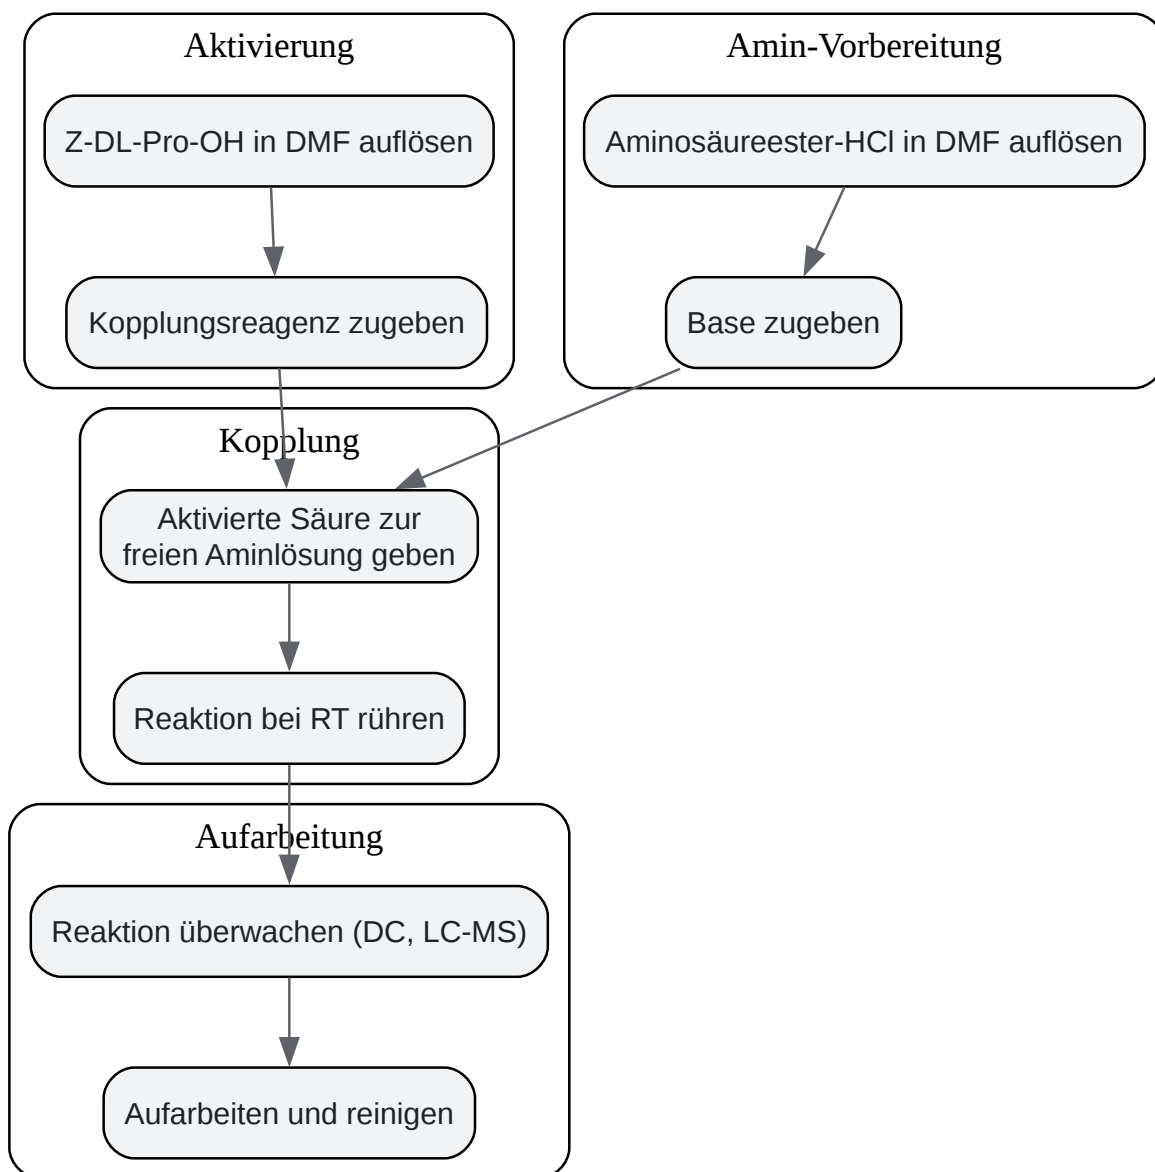 Aktivierung
Z-DL-Pro-OH in DMF auflösen
Kopplungsreagenz zugeben
Amin-Vorbereitung
Aminosäureester-HCl in DMF auflösen
Base zugeben
Kopplung
Aktivierte Säure zur
freien Aminlösung geben
Reaktion bei RT rühren
Aufarbeitung
Reaktion überwachen (DC, LC-MS)
Aufarbeiten und reinigen